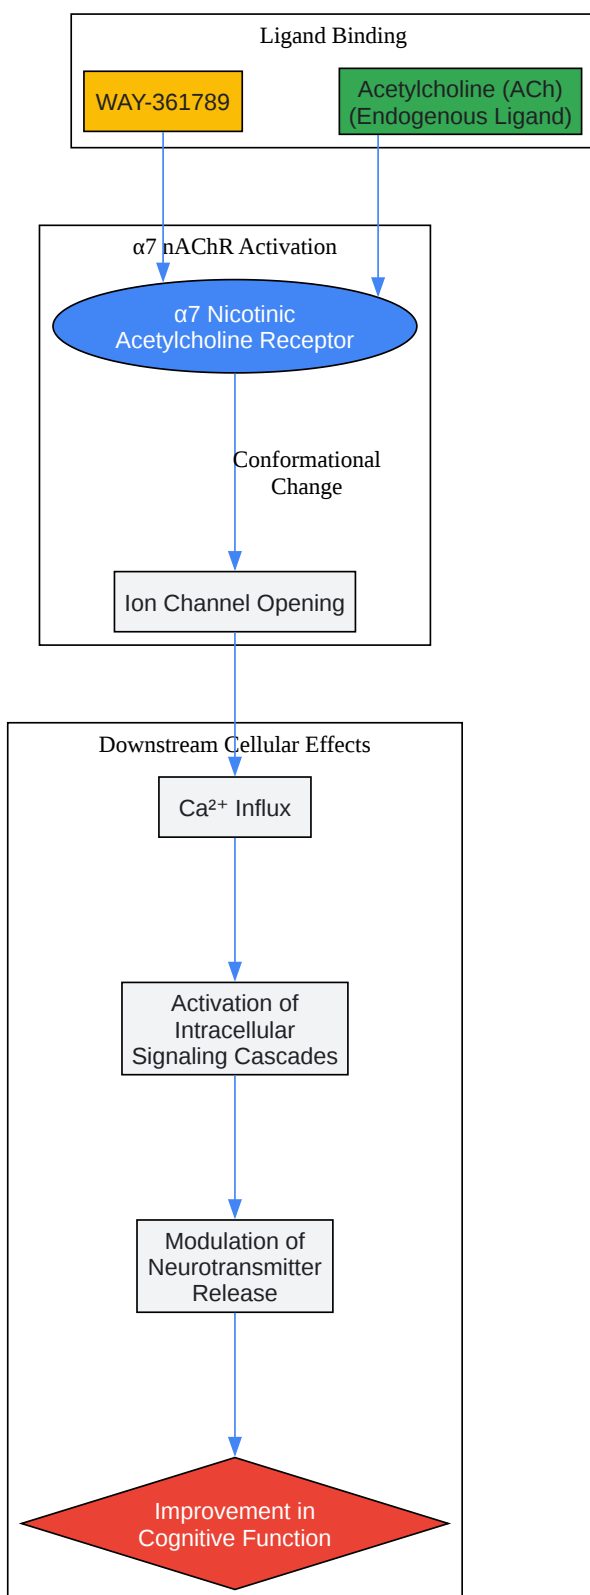 Ligand Binding
WAY-361789
Acetylcholine (ACh)
(Endogenous Ligand)
α7 nAChR Activation
α7 Nicotinic
Acetylcholine Receptor
Conformational
Change
Ion Channel Opening
Downstream Cellular Effects
Ca²⁺ Influx
Activation of
Intracellular
Signaling Cascades
Modulation of
Neurotransmitter
Release
Improvement in
Cognitive Function